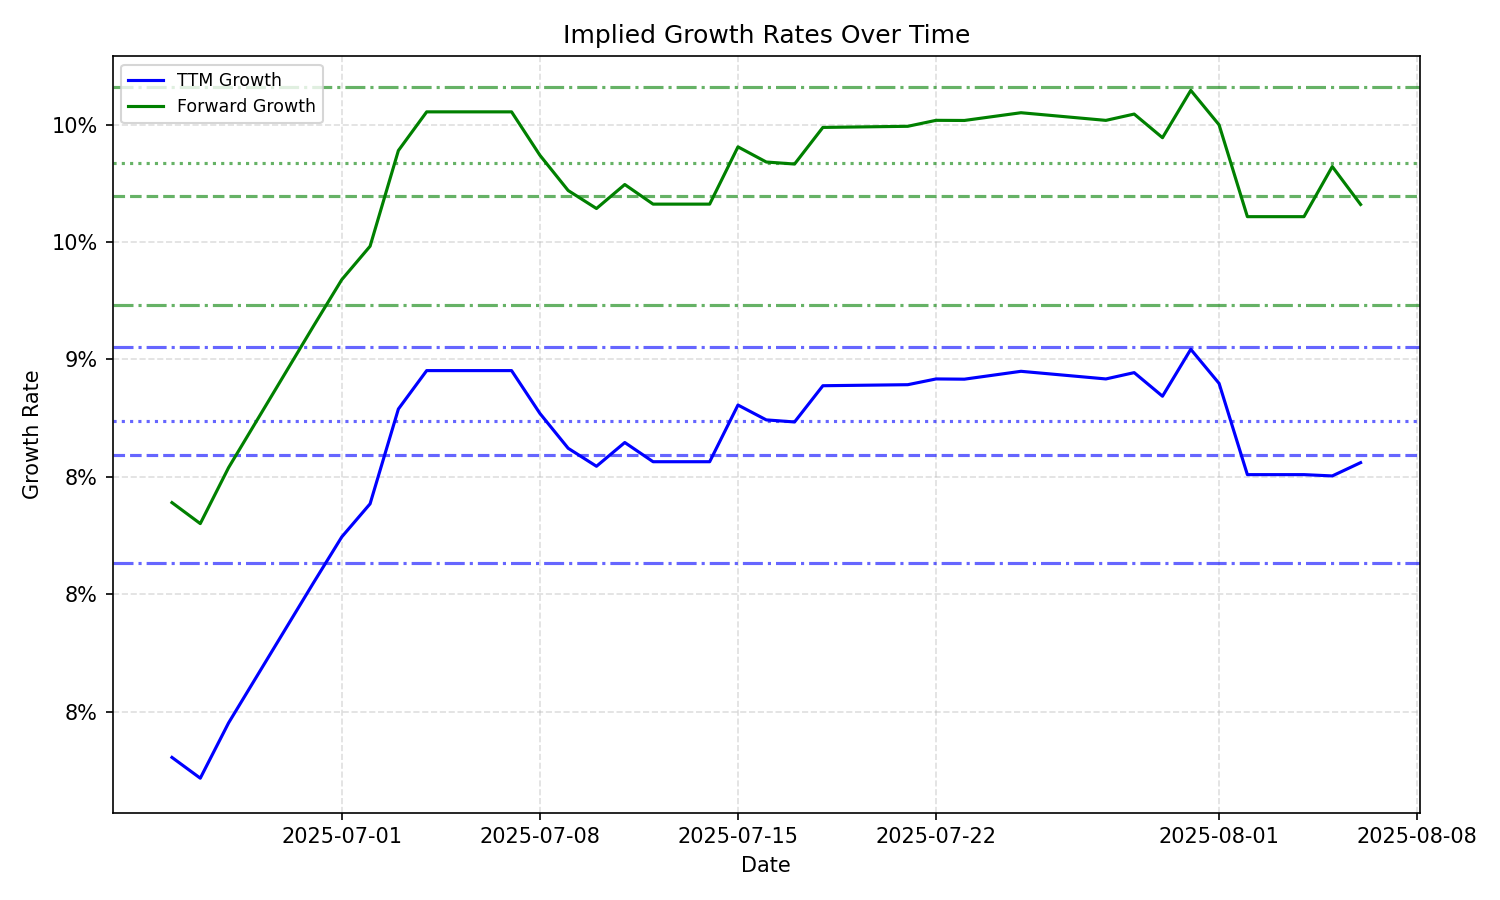 Implied Growth Rates Over Time
TTM Growth
Forward Growth
10%
10%
9%
8%
8%
8%
Growth Rate
2025-07-01
2025-07-08
2025-07-15
2025-07-22
2025-08-01
2025-08-08
Date